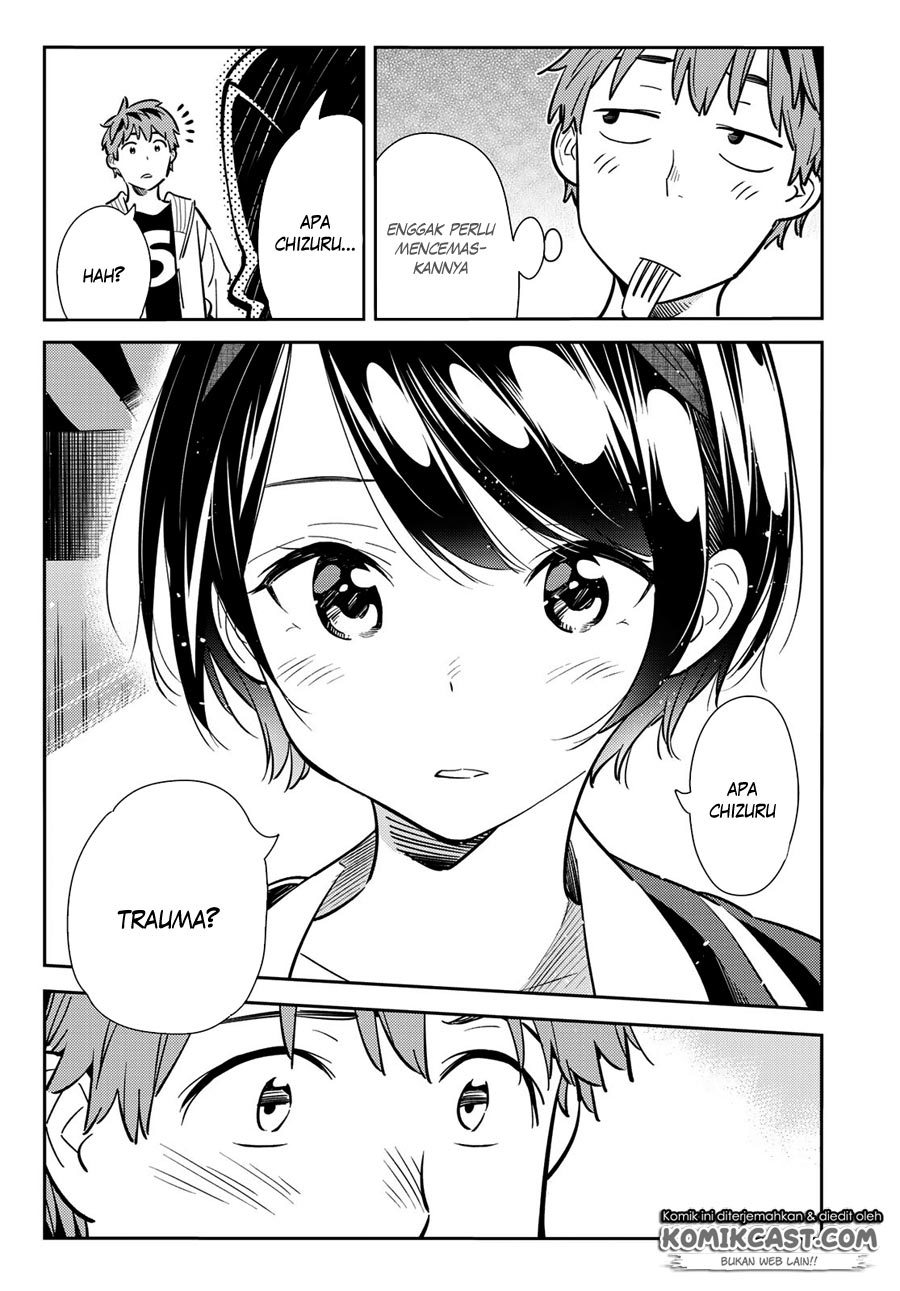 ENGGAK PERLU
MENCEMAS-
KANNYA
APA
CHIZURU...
HAH?
5
APA
CHIZURU
TRAUMA?
Komik ini diterjemahkan & diedit oleh
KOMIKCAST.COM
BUKAN WEB LAIN!!